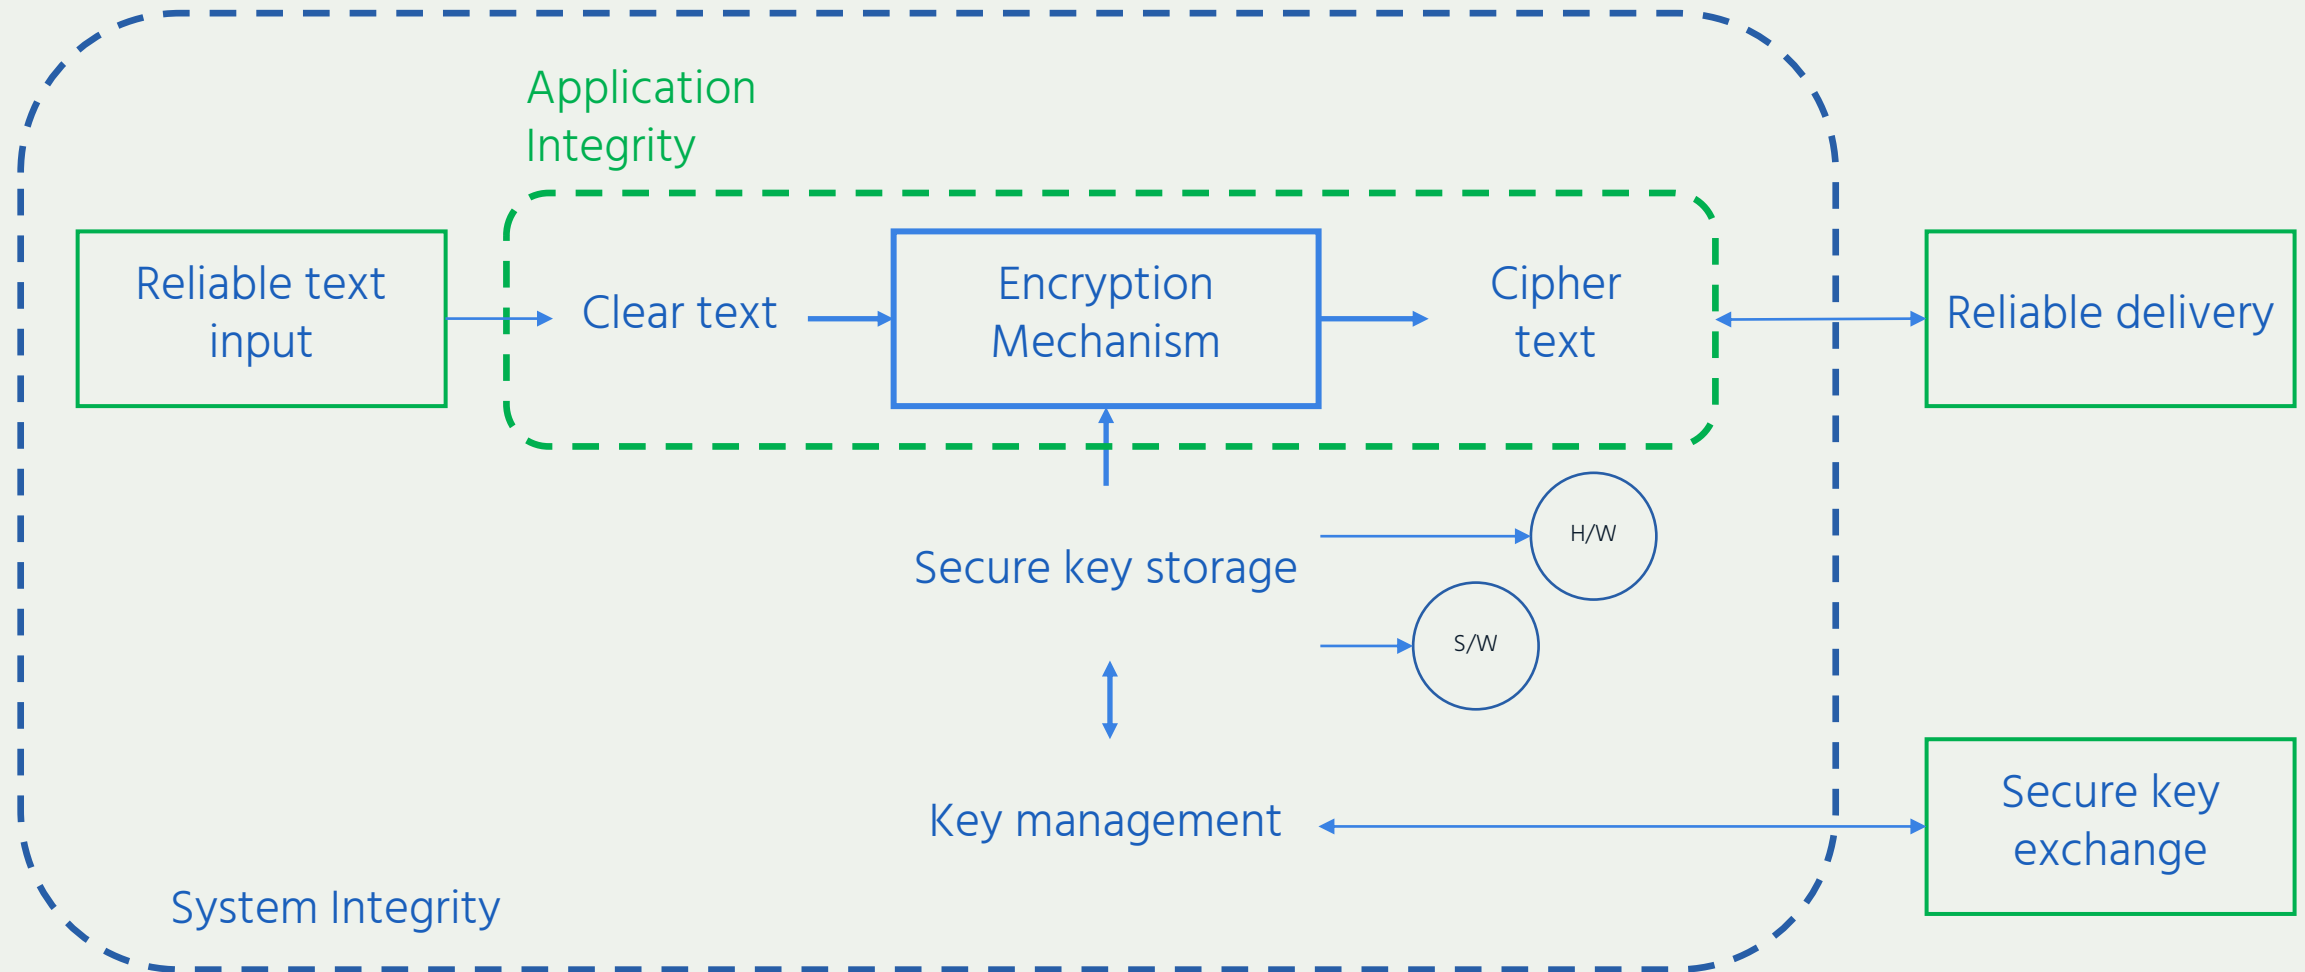 Application
Integrity
Reliable text
input
Clear text
Encryption
Mechanism
Cipher
text
Reliable delivery
H/W
Secure key storage
S/W
Key management
Secure key
exchange
System Integrity